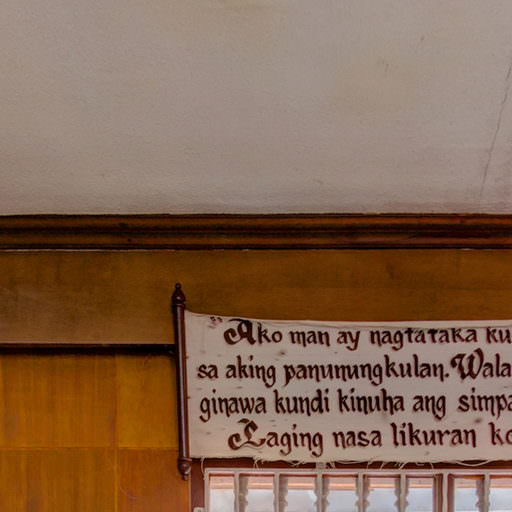 "Ako man ay nagtataka ku
sa aking panunungkulan. Wala
ginawa kundi kinuha ang simpa
Laging nasa likuran ko